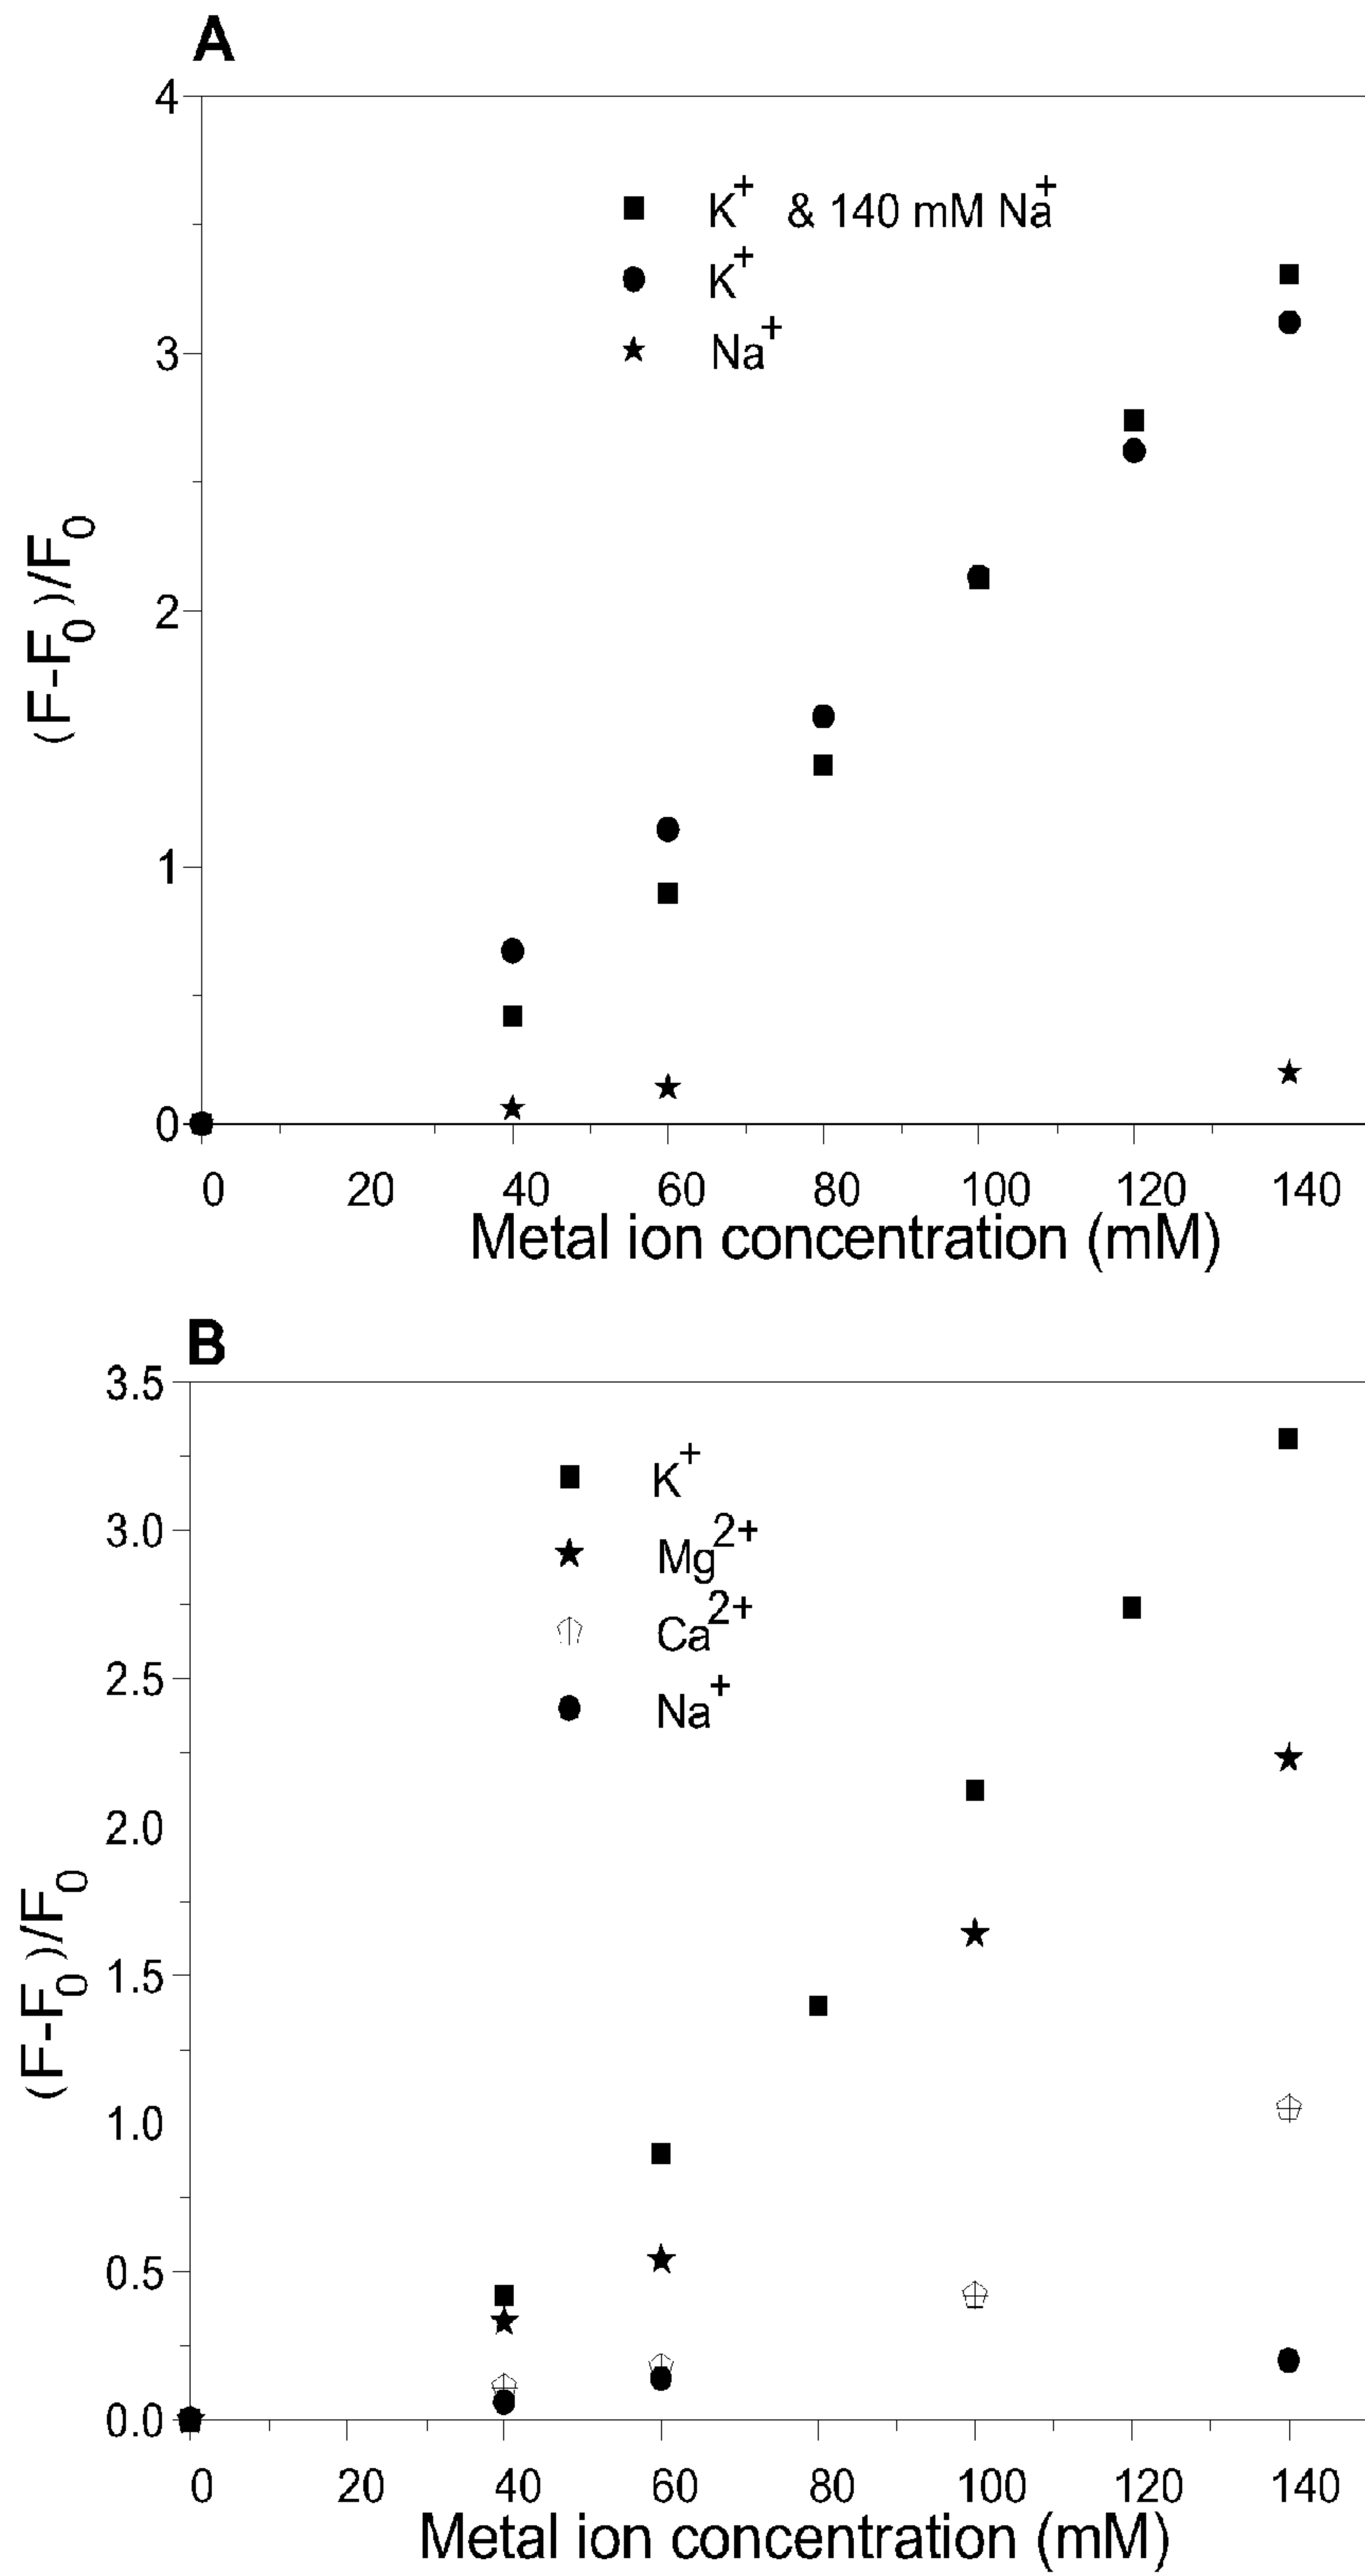 A
4
K+ & 140 mM Na+
K+
Na+
3
2
1
0
(F-F0)/F0
0 20 40 60 80 100 120 140
Metal ion concentration (mM)
B
3.5
K+
3.0
Mg2+
Ca2+
2.5
Na+
2.0
1.5
1.0
0.5
0.0
(F-F0)/F0
0 20 40 60 80 100 120 140
Metal ion concentration (mM)